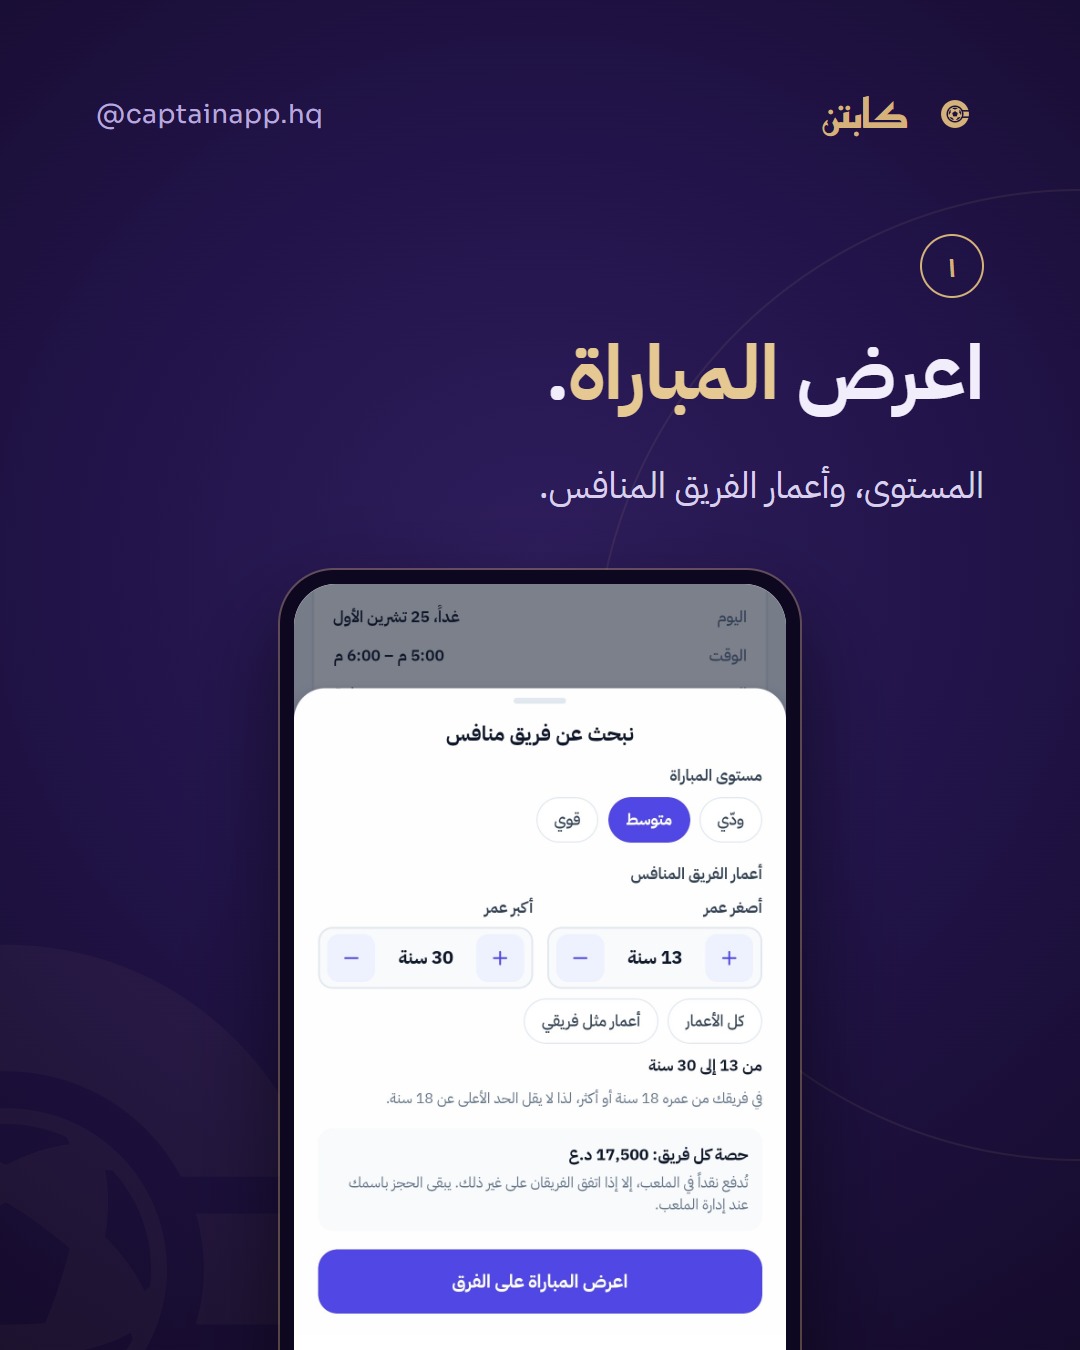 كابتن
@captainapp.hq
١
اعرض المباراة.
المستوى، وأعمار الفريق المنافس.
اليوم غداً، 25 تشرين الأول
الوقت 5:00 م – 6:00 م
نبحث عن فريق منافس
مستوى المباراة
ودّي متوسط قوي
أعمار الفريق المنافس
أصغر عمر أكبر عمر
+ 13 سنة − + 30 سنة −
كل الأعمار أعمار مثل فريقي
من 13 إلى 30 سنة
في فريقك من عمره 18 سنة أو أكثر، لذا لا يقل الحد الأعلى عن 18 سنة.
حصة كل فريق: 17,500 د.ع
تُدفع نقداً في الملعب، إلا إذا اتفق الفريقان على غير ذلك. يبقى الحجز باسمك
عند إدارة الملعب.
اعرض المباراة على الفرق